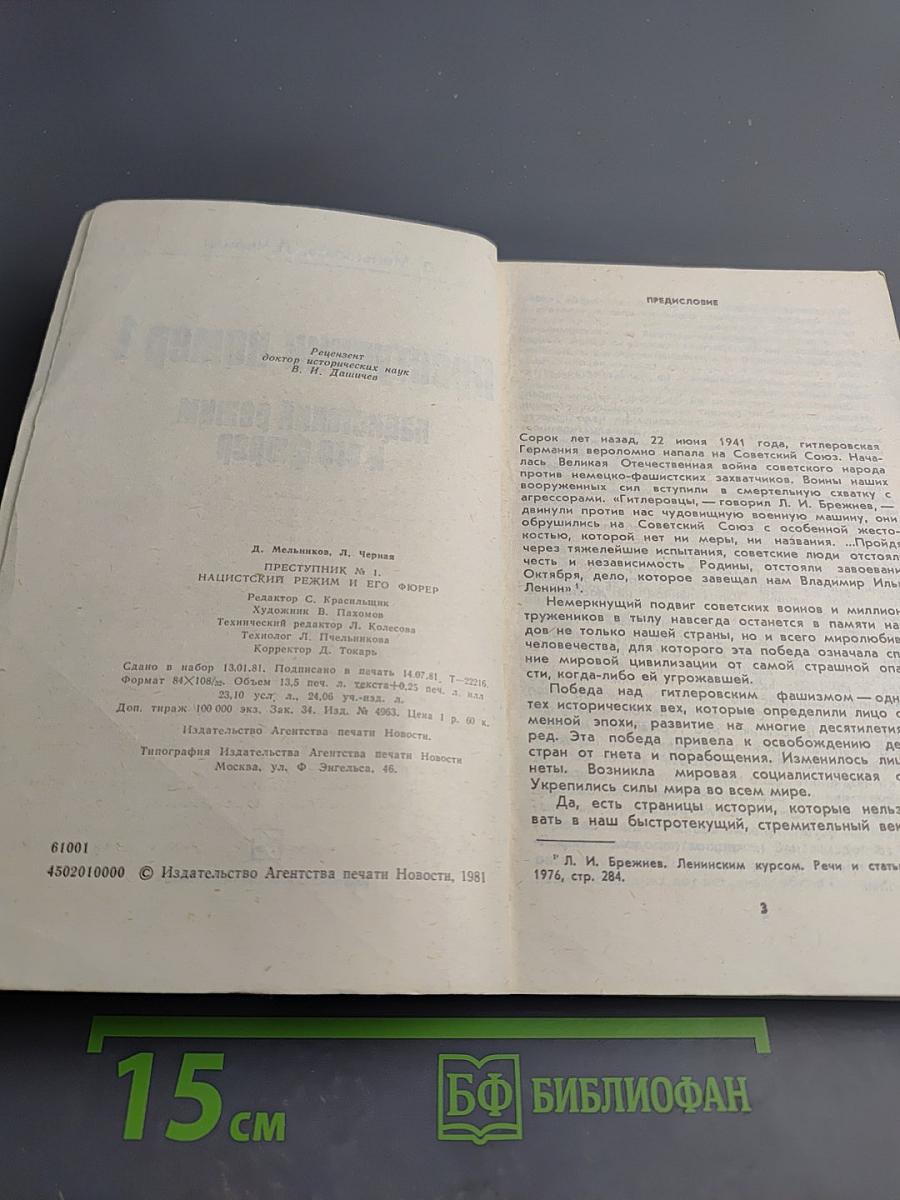 Рецензент
доктор исторических наук
В. И. Дашичев
Д. Мельников, Л. Черная
ПРЕСТУПНИК № 1.
НАЦИСТСКИЙ РЕЖИМ И ЕГО ФЮРЕР
Редактор С. Красильщик
Художник В. Пахомов
Технический редактор Л. Колесова
Технолог Л. Пчельникова
Корректор Д. Токарь
Сдано в набор 13.01.81. Подписано в печать 14.07.81. Т—22216.
Формат 84×108/32. Объем 13,5 печ. л. текста+0,25 печ. л. илл
23,10 усл. л., 24,06 уч.-изд. л.
Доп. тираж 100 000 экз. Зак. 34. Изд. № 4963. Цена 1 р. 60 к.
Издательство Агентства печати Новости.
Типография Издательства Агентства печати Новости
Москва, ул. Ф. Энгельса, 46.
61001
4502010000 © Издательство Агентства печати Новости, 1981
ПРЕДИСЛОВИЕ
Сорок лет назад, 22 июня 1941 года, гитлеровская
Германия вероломно напала на Советский Союз. Нача-
лась Великая Отечественная война советского народа
против немецко-фашистских захватчиков. Воины наших
вооруженных сил вступили в смертельную схватку с
агрессорами. «Гитлеровцы, — говорил Л. И. Брежнев, —
двинули против нас чудовищную военную машину, они
обрушились на Советский Союз с особенной жесто-
костью, которой нет ни меры, ни названия. ...Пройдя
через тяжелейшие испытания, советские люди отстоял
честь и независимость Родины, отстояли завоеван
Октября, дело, которое завещал нам Владимир Иль
Ленин» ¹.
Немеркнущий подвиг советских воинов и миллион
тружеников в тылу навсегда останется в памяти на
дов не только нашей страны, но и всего миролюбив
человечества, для которого эта победа означала сп
ние мировой цивилизации от самой страшной опа
сти, когда-либо ей угрожавшей.
Победа над гитлеровским фашизмом — одн
тех исторических вех, которые определили лицо с
менной эпохи, развитие на многие десятилетия
ред. Эта победа привела к освобождению де
стран от гнета и порабощения. Изменилось лиц
неты. Возникла мировая социалистическая с
Укрепились силы мира во всем мире.
Да, есть страницы истории, которые нельз
вать в наш быстротекущий, стремительный век
¹ Л. И. Брежнев. Ленинским курсом. Речи и стать
1976, стр. 284.
3
15 см
БФ БИБЛИОФАН